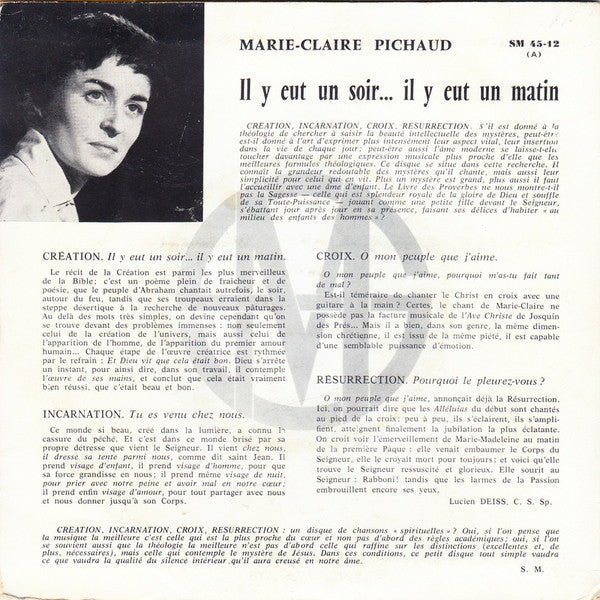 MARIE-CLAIRE PICHAUD
SM 45-12
(A)
Il y eut un soir... il y eut un matin
CREATION, INCARNATION, CROIX, RESURRECTION. S'il est donné à la
théologie de chercher à saisir la beauté intellectuelle des mystères, peut-être
est-il donné à l'art d'exprimer plus intensément leur aspect vital, leur insertion
dans la vie de chaque jour: peut-être aussi l'âme moderne se laisse-t-elle
toucher davantage par une expression musicale plus proche d'elle que les
meilleures formules théologiques. Ce disque se situe dans cette recherche. Il
connaît la grandeur redoutable des mystères qu'il chante, mais aussi leur
simplicité pour celui qui en vit. Plus un mystère est grand, plus aussi il faut
l'accueillir avec une âme d'enfant. Le Livre des Proverbes ne nous montre-t-il
pas la Sagesse — celle qui est splendeur royale de la gloire de Dieu et souffle
de sa Toute-Puissance — jouant comme une petite fille devant le Seigneur,
s'ébattant jour après jour en sa présence, faisant ses délices d'habiter « au
milieu des enfants des hommes » ?
CREATION. Il y eut un soir... il y eut un matin.
Le récit de la Création est parmi les plus merveilleux
de la Bible; c'est un poème plein de fraîcheur et de
poésie, que le peuple d'Abraham chantait autrefois, le soir,
autour du feu, tandis que ses troupeaux erraient dans la
steppe désertique à la recherche de nouveaux pâturages.
Au delà des mots très simples, on devine cependant qu'on
se trouve devant des problèmes immenses : non seulement
celui de la création de l'univers, mais aussi celui de
l'apparition de l'homme, de l'apparition du premier amour
humain... Chaque étape de l'œuvre créatrice est rythmée
par le refrain : Et Dieu vit que cela était bon. Dieu s'arrête
un instant, pour ainsi dire, dans son travail, il contemple
l'œuvre de ses mains, et conclut que cela était vraiment
bien réussi, que c'était beau et bon.
INCARNATION. Tu es venu chez nous.
Ce monde si beau, créé dans la lumière, a connu la
cassure du péché. Et c'est dans ce monde brisé par sa
propre détresse que vient le Seigneur. Il vient chez nous,
il dresse sa tente parmi nous, comme dit saint Jean. Il
prend visage d'enfant, il prend visage d'homme, pour que
sa force grandisse en nous; il prend même visage de nuit,
pour prier avec notre peine et avoir mal en notre cœur;
il prend enfin visage d'amour, pour tout partager avec nous
et nous donner jusqu'à son Corps.
CROIX. O mon peuple que j'aime.
O mon peuple que j'aime, pourquoi m'as-tu fait tant
de mal ?
Est-il téméraire de chanter le Christ en croix avec une
guitare à la main ? Certes, le chant de Marie-Claire ne
possède pas la facture musicale de l'Ave Christe de Josquin
des Prés... Mais il a bien, dans son genre, la même dimen-
sion chrétienne, il est issu de la même piété, il est capable
d'une semblable puissance d'émotion.
RESURRECTION. Pourquoi le pleurez-vous ?
O mon peuple que j'aime, annonçait déjà la Résurrection.
Ici, on pourrait dire que les Alléluias du début sont chantés
au pied de la croix; peu à peu, ils s'éclairent, ils s'ampli-
fient, atteignent finalement la jubilation la plus éclatante.
On croit voir l'émerveillement de Marie-Madeleine au matin
de la première Pâque : elle venait embaumer le Corps du
Seigneur, elle le croyait mort pour toujours; et voici qu'elle
trouve le Seigneur ressuscité et glorieux. Elle sourit au
Seigneur : Rabboni! tandis que les larmes de la Passion
embrouillent encore ses yeux.
Lucien DEISS, C. S. Sp.
CREATION, INCARNATION, CROIX, RESURRECTION : un disque de chansons « spirituelles » ? Oui, si l'on pense que
la musique la meilleure c'est celle qui est la plus proche du cœur et non pas d'abord des règles académiques; oui, si l'on
se souvient aussi que la théologie la meilleure n'est pas d'abord celle qui raffine sur les distinctions (excellentes et, de
plus, nécessaires), mais celle qui contemple le mystère de Jésus. Dans ces conditions, ce petit disque tout simple vaudra
ce que vaudra la qualité du silence intérieur qu'il aura creusé en notre âme.
S. M.